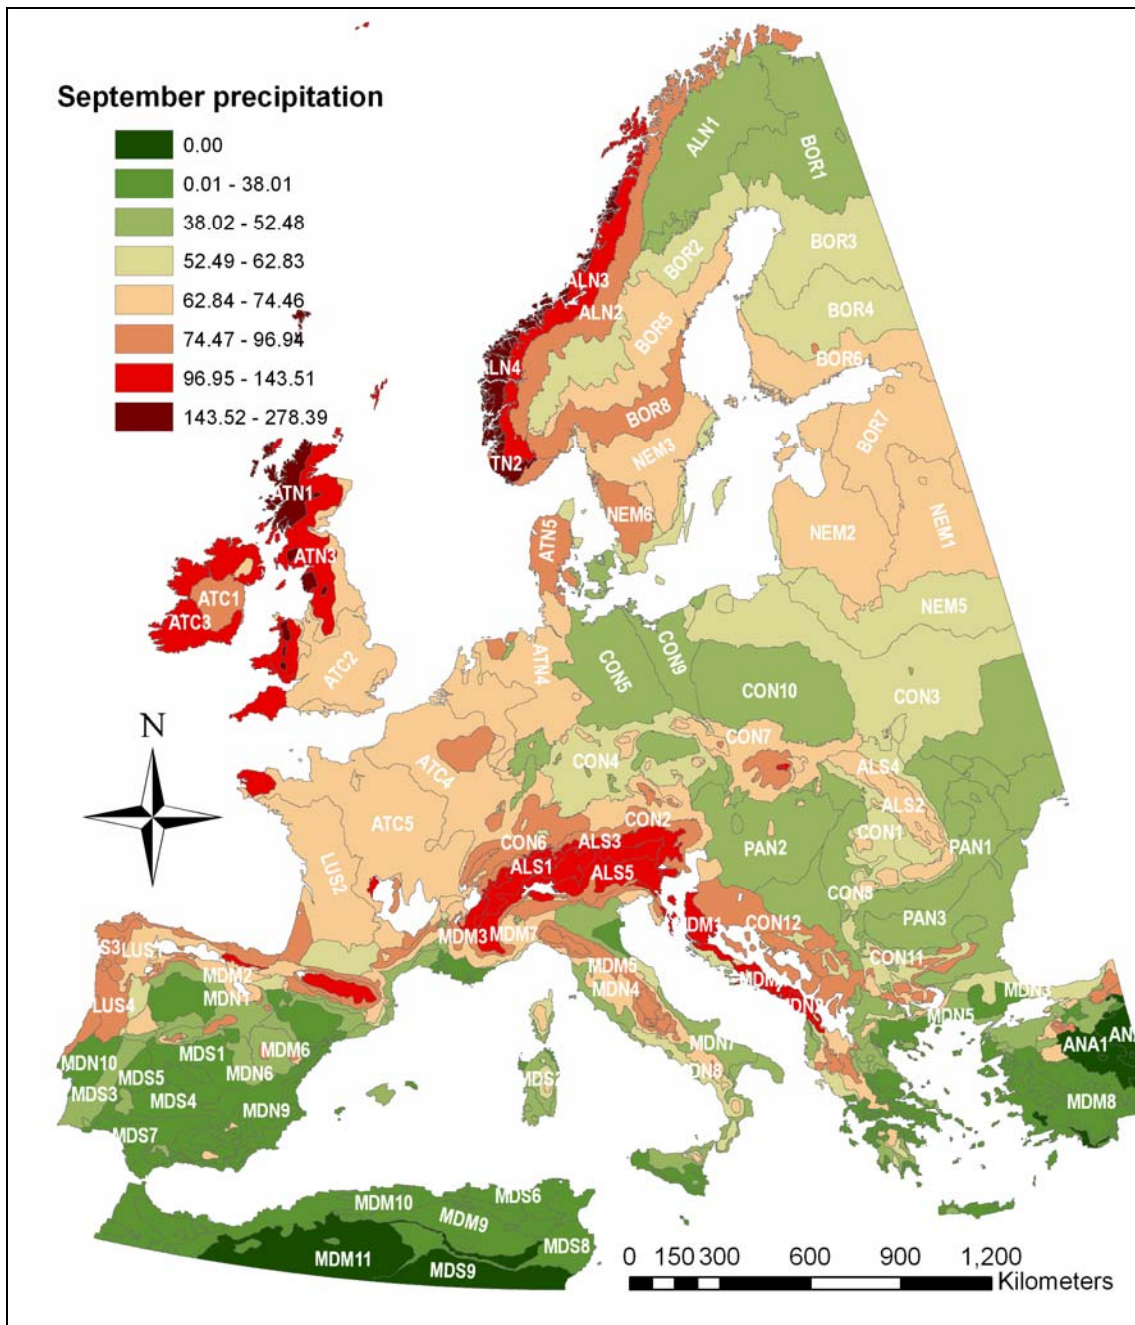 September precipitation
0.00
0.01 - 38.01
38.02 - 52.48
52.49 - 62.83
62.84 - 74.46
74.47 - 96.94
96.95 - 143.51
143.52 - 278.39
ALN1
BOR1
BOR2
BOR3
ALN3
ALN2
BOR4
BOR5
BOR6
ALN4
BOR8
BOR7
NEM3
TN2
ATN1
NEM6
ATN5
NEM2
NEM1
ATN3
ATC1
ATC3
NEM5
ATC2
ATN4
CON5
CON9
CON10
CON3
N
CON7
CON4
ATC4
ALS4
ALS2
ATC5
CON2
CON6
ALS3
ALS1
ALS5
CON1
PAN1
PAN2
LUS2
CON8
PAN3
MDM3
MDM7
MDM1
CON12
S3
LUS1
CON11
MDM2
MDN1
LUS4
MDM5
MDN4
MDN3
MDN5
MDS1
MDM6
MDN10
MDN6
MDS5
MDS3
MDS4
MDN9
MDS7
MDN7
ANA1
AN
MDM8
MDM10
MDS6
MDM9
MDS8
MDM11
MDS9
0 150 300 600 900 1,200
Kilometers